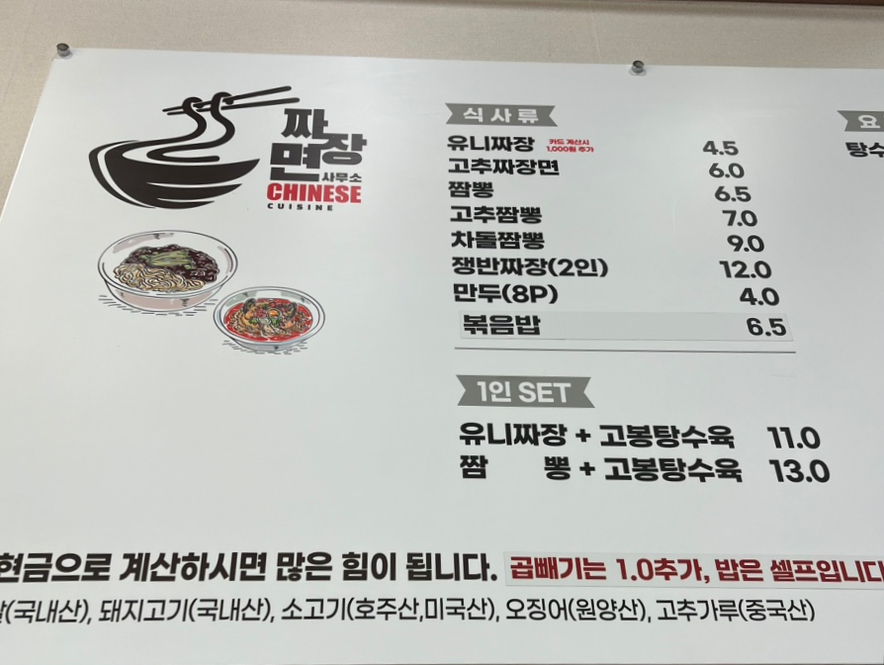 짜장면
사무소
CHINESE
CUISINE
식사류
유니짜장 카드 계산시 1,000원 추가 4.5
고추짜장면 6.0
짬뽕 6.5
고추짬뽕 7.0
차돌짬뽕 9.0
쟁반짜장(2인) 12.0
만두(8P) 4.0
볶음밥 6.5
1인 SET
유니짜장 + 고봉탕수육 11.0
짬 뽕 + 고봉탕수육 13.0
요
탕수
현금으로 계산하시면 많은 힘이 됩니다. 곱빼기는 1.0추가, 밥은 셀프입니다
(국내산), 돼지고기(국내산), 소고기(호주산,미국산), 오징어(원양산), 고추가루(중국산)